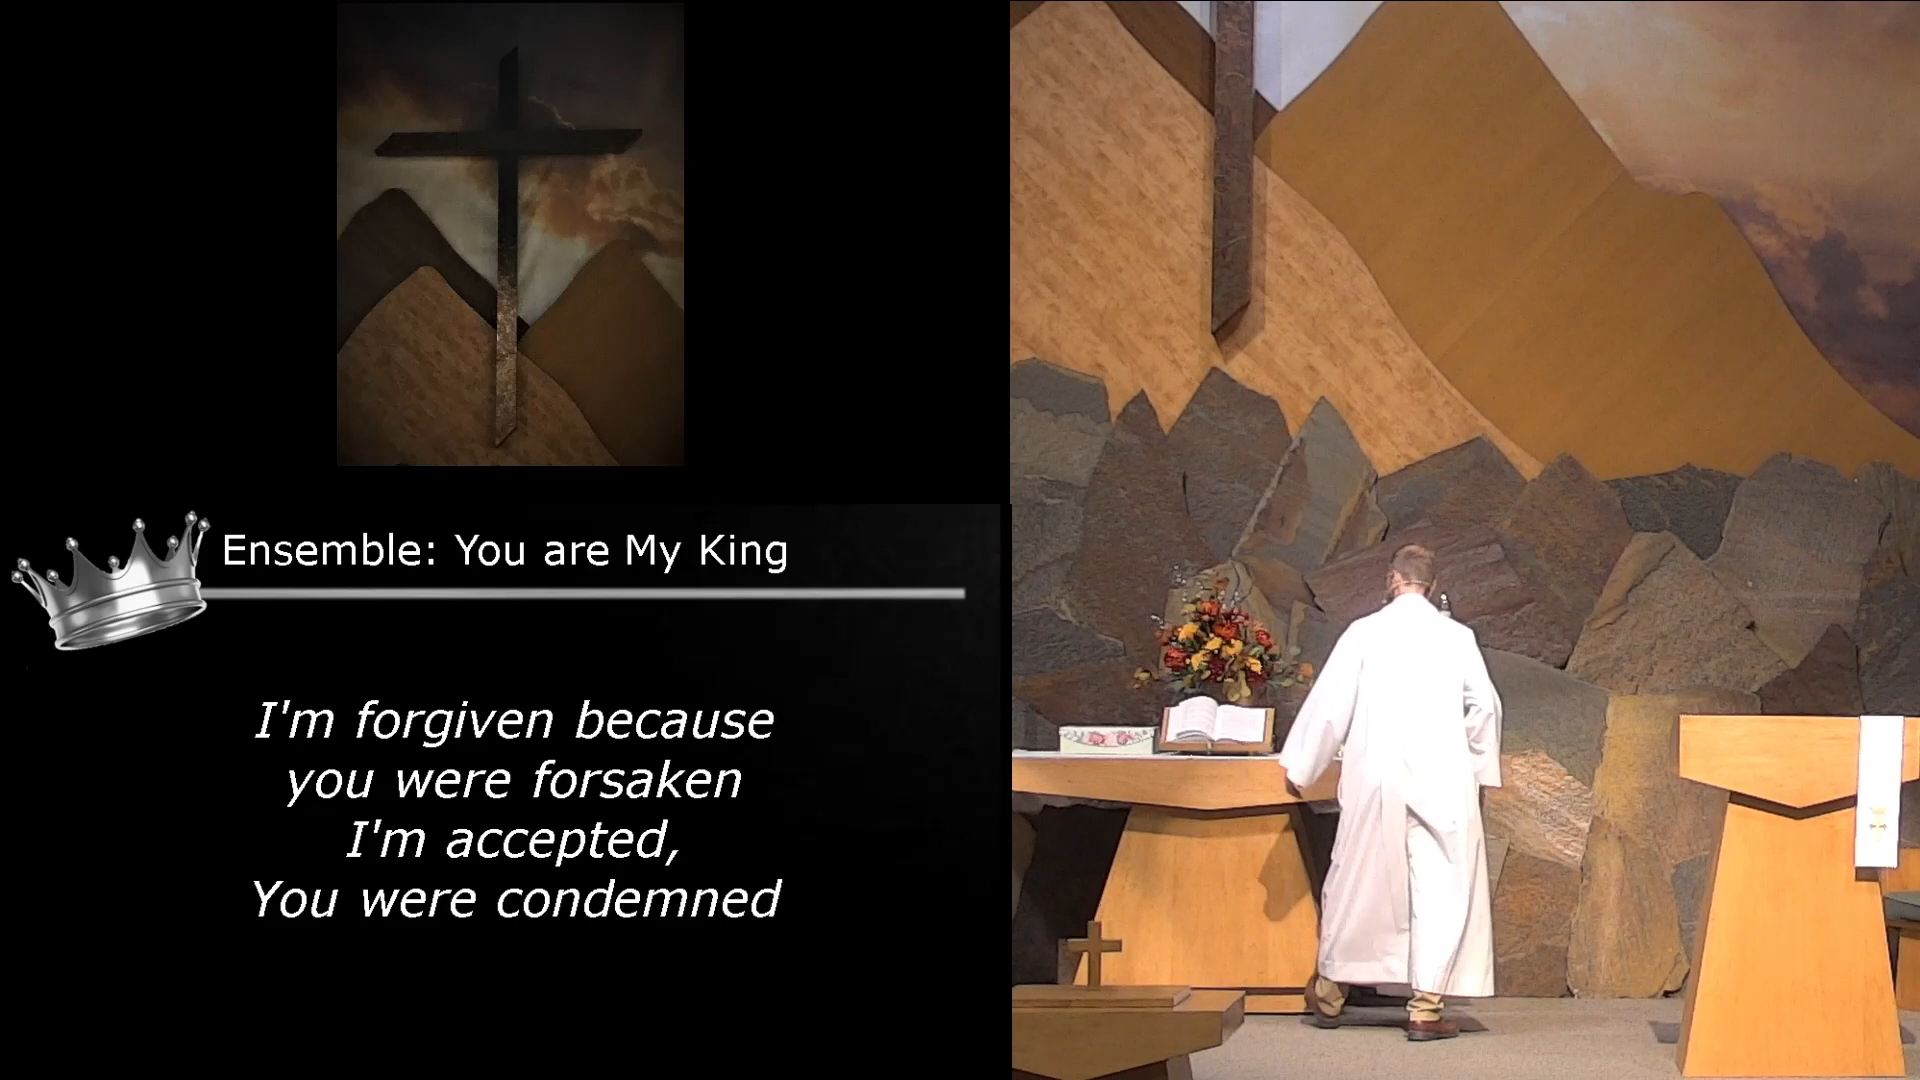 Ensemble: You are My King
I'm forgiven because
you were forsaken
I'm accepted,
You were condemned